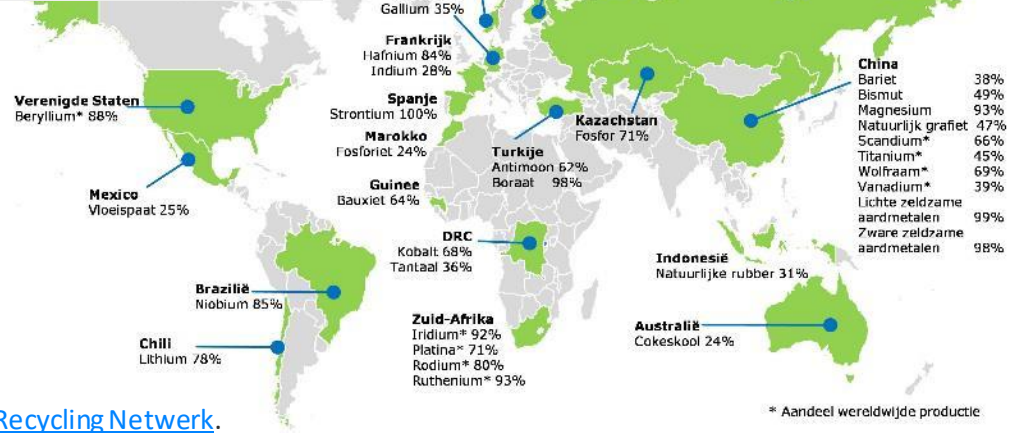 Gallium 35%
Frankrijk
Hafnium 84%
Indium 28%
Spanje
Strontium 100%
Marokko
Fosforiet 24%
Guinee
Bauxiet 64%
Verenigde Staten
Beryllium* 88%
Mexico
Vloeispaat 25%
Brazilië
Niobium 85%
Chili
Lithium 78%
DRC
Kobalt 68%
Tantaal 36%
Zuid-Afrika
Iridium* 92%
Platina* 71%
Rodium* 80%
Ruthenium* 93%
Turkije
Antimoon 62%
Boraat 98%
Kazachstan
Fosfor 71%
China
Bariet 38%
Bismut 49%
Magnesium 93%
Natuurlijk grafiet 47%
Scandium* 66%
Titanium* 45%
Wolfraam* 69%
Vanadium* 39%
Lichte zeldzame
aardmetalen 99%
Zware zeldzame
aardmetalen 98%
Indonesië
Natuurlijke rubber 31%
Australië
Cokeskool 24%
* Aandeel wereldwijde productie
Recycling Netwerk.